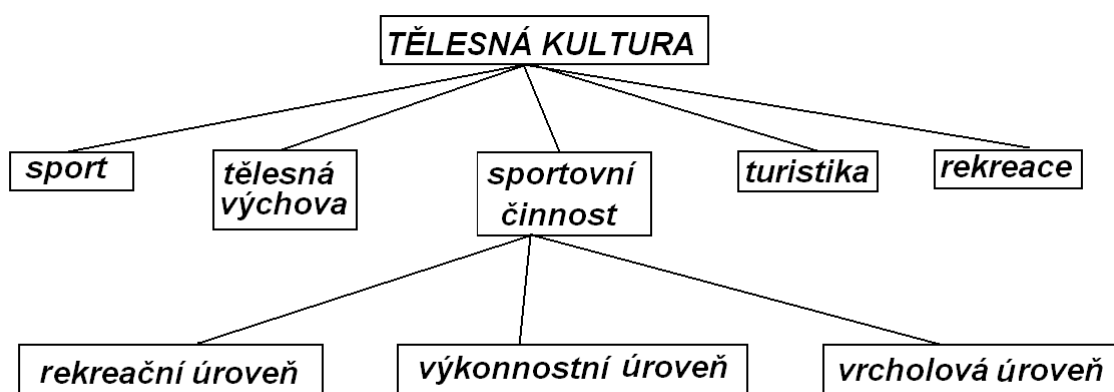 TĚLESNÁ KULTURA
sport
tělesná
výchova
sportovní
činnost
turistika
rekreace
rekreační úroveň
výkonnostní úroveň
vrcholová úroveň